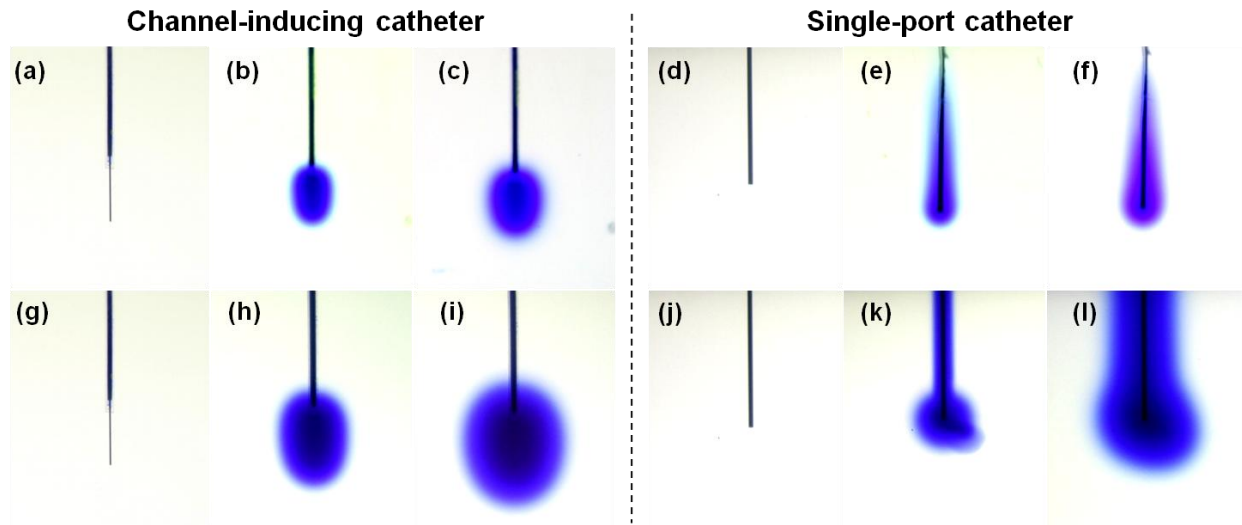 Channel-inducing catheter
Single-port catheter
(a)
(b)
(c)
(d)
(e)
(f)
(g)
(h)
(i)
(j)
(k)
(l)